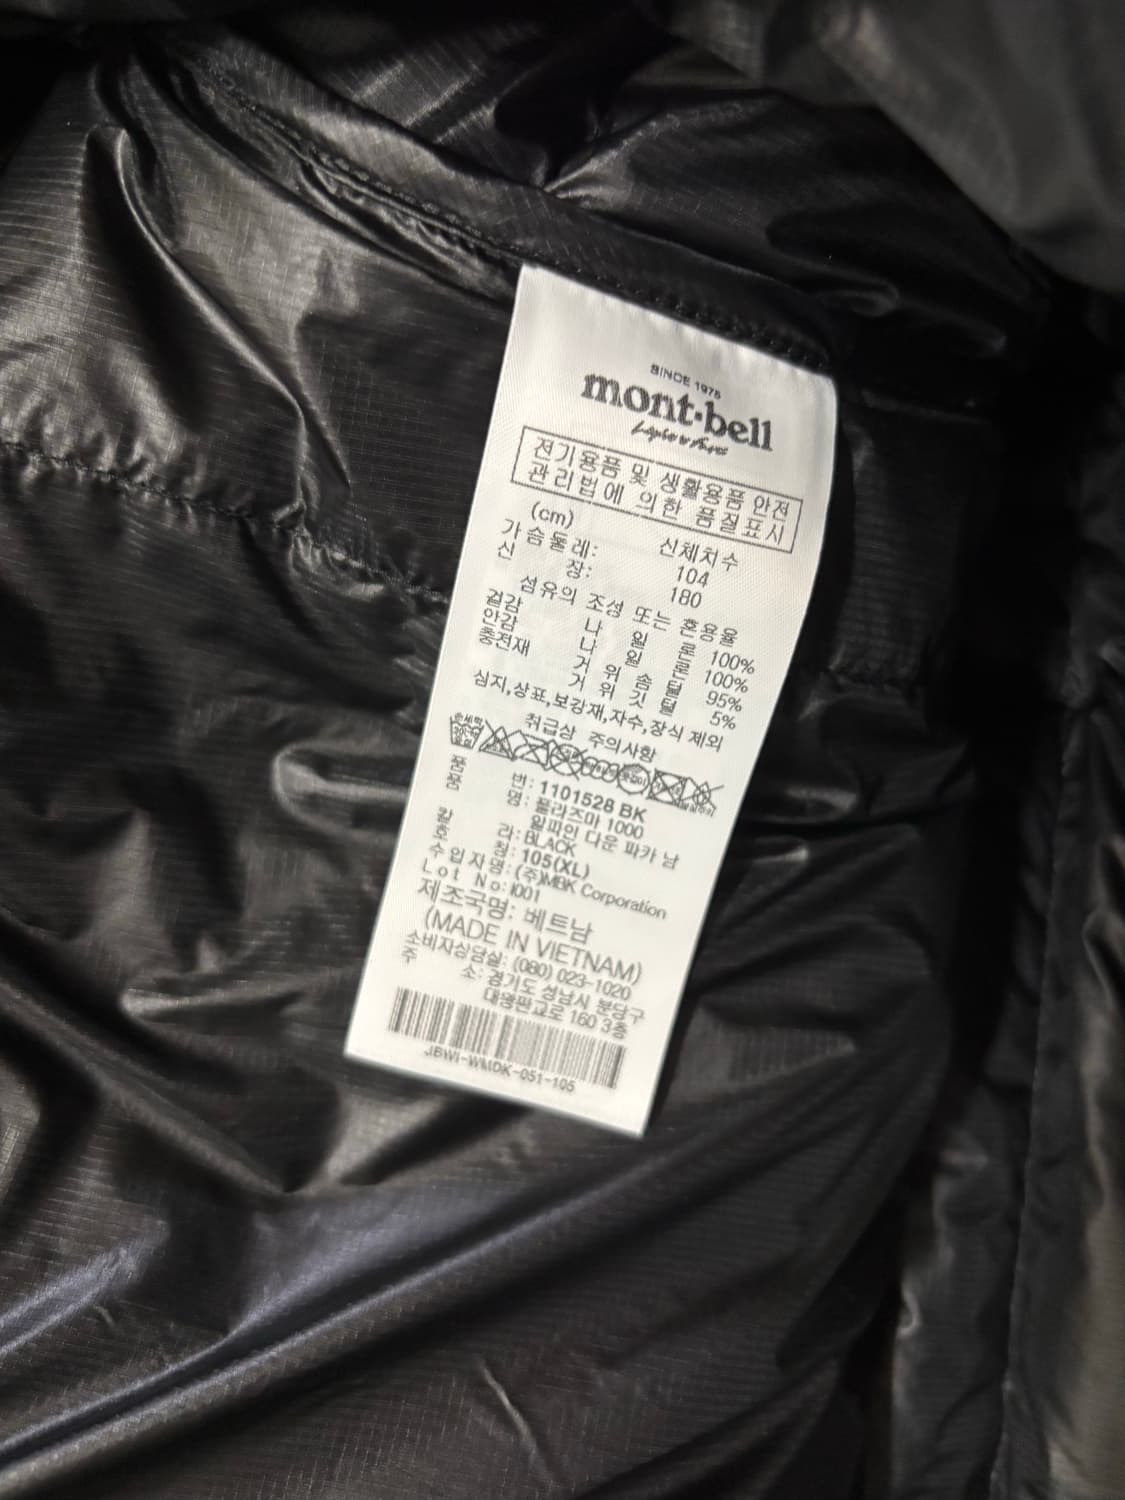 SINCE 1975
mont·bell
전기용품 및 생활용품 안전
관리법에 의한 품질표시
(cm) 신체치수
가슴둘레: 104
신 장: 180
섬유의 조성 또는 혼용율
겉감 나 일 론 100%
안감 나 일 론 100%
충전재 거 위 솜 털 95%
거 위 깃 털 5%
심지,상표,보강재,자수,장식 제외
취급상 주의사항
품 번: 1101528 BK
품 명: 플라즈마 1000
알파인 다운 파카 남
컬 라: BLACK
호 칭: 105(XL)
수 입 자 명: (주)MBK Corporation
Lot No: I001
제조국명: 베트남
(MADE IN VIETNAM)
소비자상담실: (080) 023-1020
주 소: 경기도 성남시 분당구
대왕판교로 160 3층
JBWI-WMDK-051-105